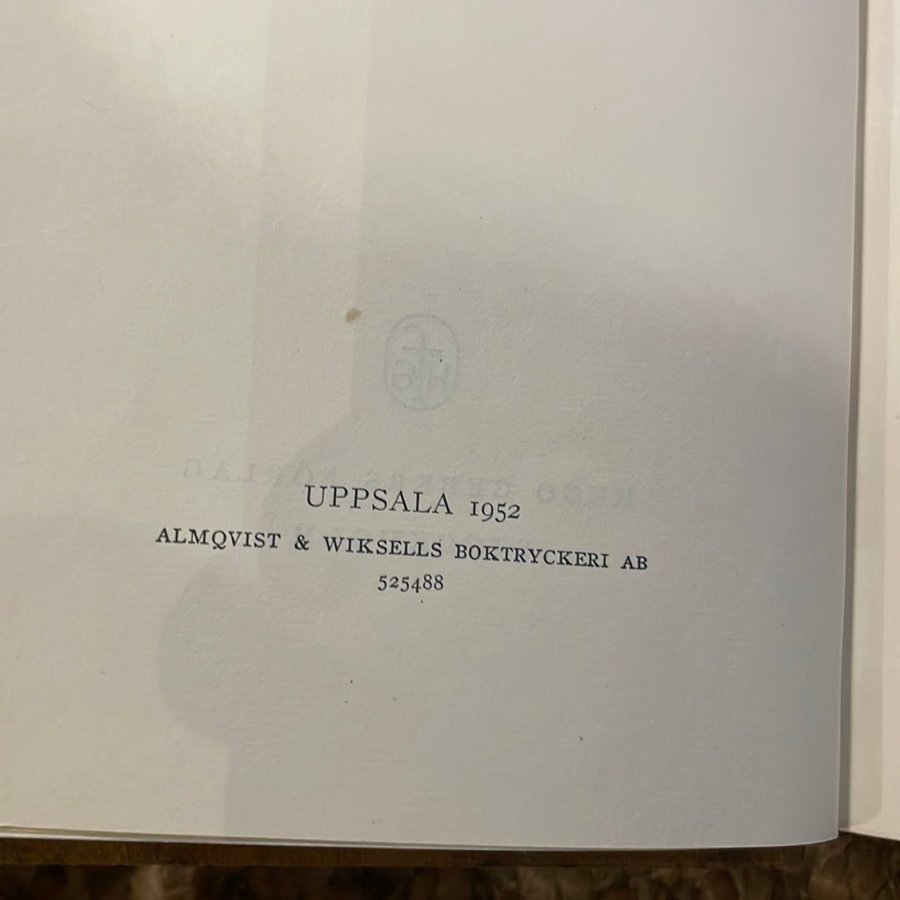 UPPSALA 1952
ALMQVIST & WIKSELLS BOKTRYCKERI AB
525488